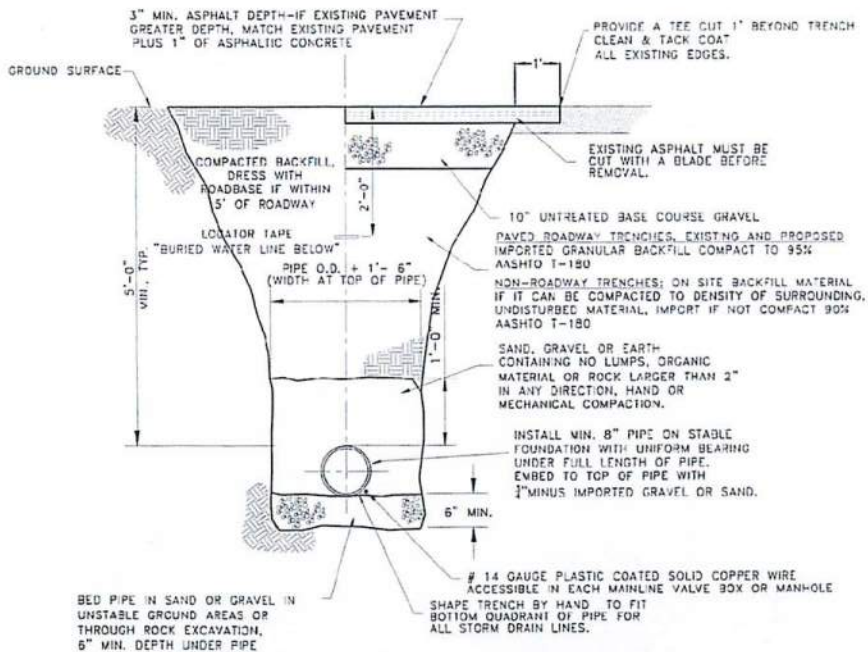 3" MIN. ASPHALT DEPTH-IF EXISTING PAVEMENT
GREATER DEPTH, MATCH EXISTING PAVEMENT
PLUS 1" OF ASPHALTIC CONCRETE
PROVIDE A TEE CUT 1' BEYOND TRENCH
CLEAN & TACK COAT
ALL EXISTING EDGES.
GROUND SURFACE
1'
EXISTING ASPHALT MUST BE
CUT WITH A BLADE BEFORE
REMOVAL.
COMPACTED BACKFILL,
DRESS WITH
ROADBASE IF WITHIN
5' OF ROADWAY
2'-0"
LOCATOR TAPE
"BURIED WATER LINE BELOW"
10" UNTREATED BASE COURSE GRAVEL
PAVED ROADWAY TRENCHES, EXISTING AND PROPOSED
IMPORTED GRANULAR BACKFILL COMPACT TO 95%
AASHTO T-180
5'-0"
MIN., TYP.
PIPE O.D. + 1'- 6"
(WIDTH AT TOP OF PIPE)
NON-ROADWAY TRENCHES; ON SITE BACKFILL MATERIAL
IF IT CAN BE COMPACTED TO DENSITY OF SURROUNDING,
UNDISTURBED MATERIAL, IMPORT IF NOT COMPACT 90%
AASHTO T-180
1'-0" MIN.
SAND, GRAVEL OR EARTH
CONTAINING NO LUMPS, ORGANIC
MATERIAL OR ROCK LARGER THAN 2"
IN ANY DIRECTION, HAND OR
MECHANICAL COMPACTION.
INSTALL MIN. 8" PIPE ON STABLE
FOUNDATION WITH UNIFORM BEARING
UNDER FULL LENGTH OF PIPE.
EMBED TO TOP OF PIPE WITH
MINUS IMPORTED GRAVEL OR SAND.
6" MIN.
# 14 GAUGE PLASTIC COATED SOLID COPPER WIRE
ACCESSIBLE IN EACH MAINLINE VALVE BOX OR MANHOLE
SHAPE TRENCH BY HAND TO FIT
BOTTOM QUADRANT OF PIPE FOR
ALL STORM DRAIN LINES.
BED PIPE IN SAND OR GRAVEL IN
UNSTABLE GROUND AREAS OR
THROUGH ROCK EXCAVATION,
6" MIN. DEPTH UNDER PIPE